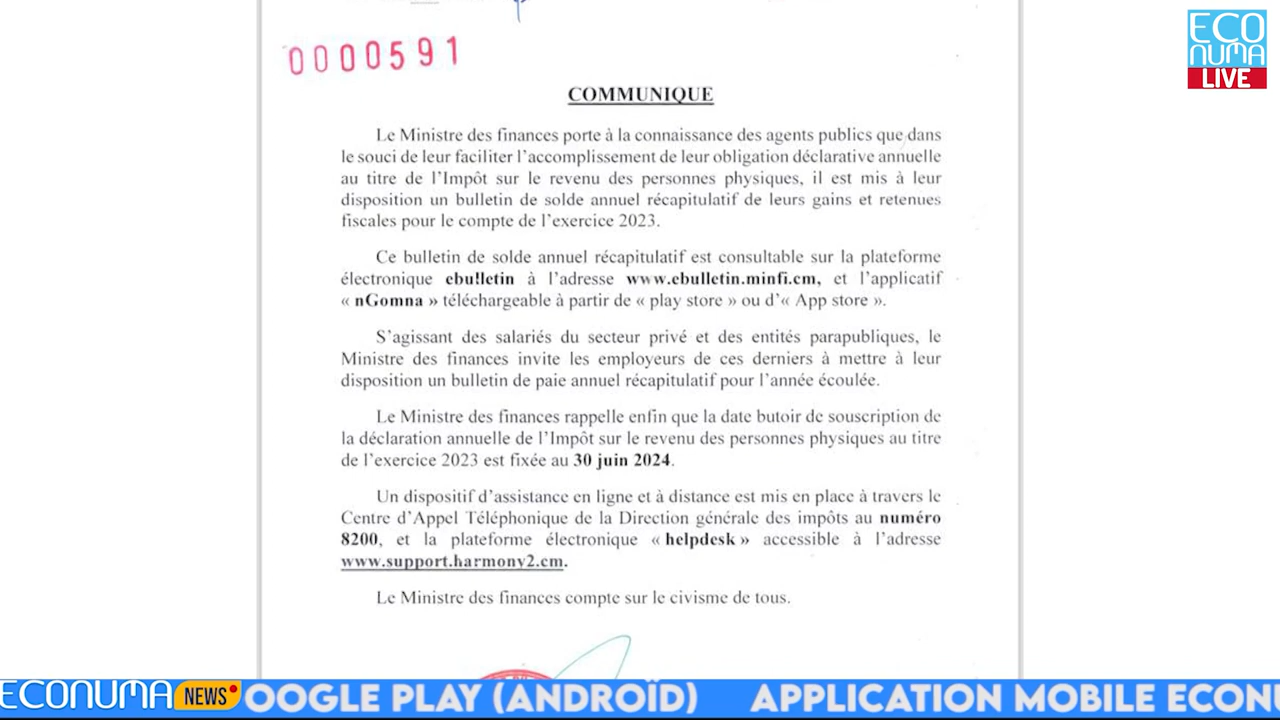 0000591
ECO
NUMA
LIVE
COMMUNIQUE
Le Ministre des finances porte à la connaissance des agents publics que dans
le souci de leur faciliter l'accomplissement de leur obligation déclarative annuelle
au titre de l'Impôt sur le revenu des personnes physiques, il est mis à leur
disposition un bulletin de solde annuel récapitulatif de leurs gains et retenues
fiscales pour le compte de l'exercice 2023.
Ce bulletin de solde annuel récapitulatif est consultable sur la plateforme
électronique ebulletin à l'adresse www.ebulletin.minfi.cm, et l'applicatif
« nGomna » téléchargeable à partir de « play store » ou d'« App store ».
S'agissant des salariés du secteur privé et des entités parapubliques, le
Ministre des finances invite les employeurs de ces derniers à mettre à leur
disposition un bulletin de paie annuel récapitulatif pour l'année écoulée.
Le Ministre des finances rappelle enfin que la date butoir de souscription de
la déclaration annuelle de l'Impôt sur le revenu des personnes physiques au titre
de l'exercice 2023 est fixée au 30 juin 2024.
Un dispositif d'assistance en ligne et à distance est mis en place à travers le
Centre d'Appel Téléphonique de la Direction générale des impôts au numéro
8200, et la plateforme électronique « helpdesk » accessible à l'adresse
www.support.harmony2.cm.
Le Ministre des finances compte sur le civisme de tous.
ECONUMA NEWS OOGLE PLAY (ANDROÏD) APPLICATION MOBILE ECONU